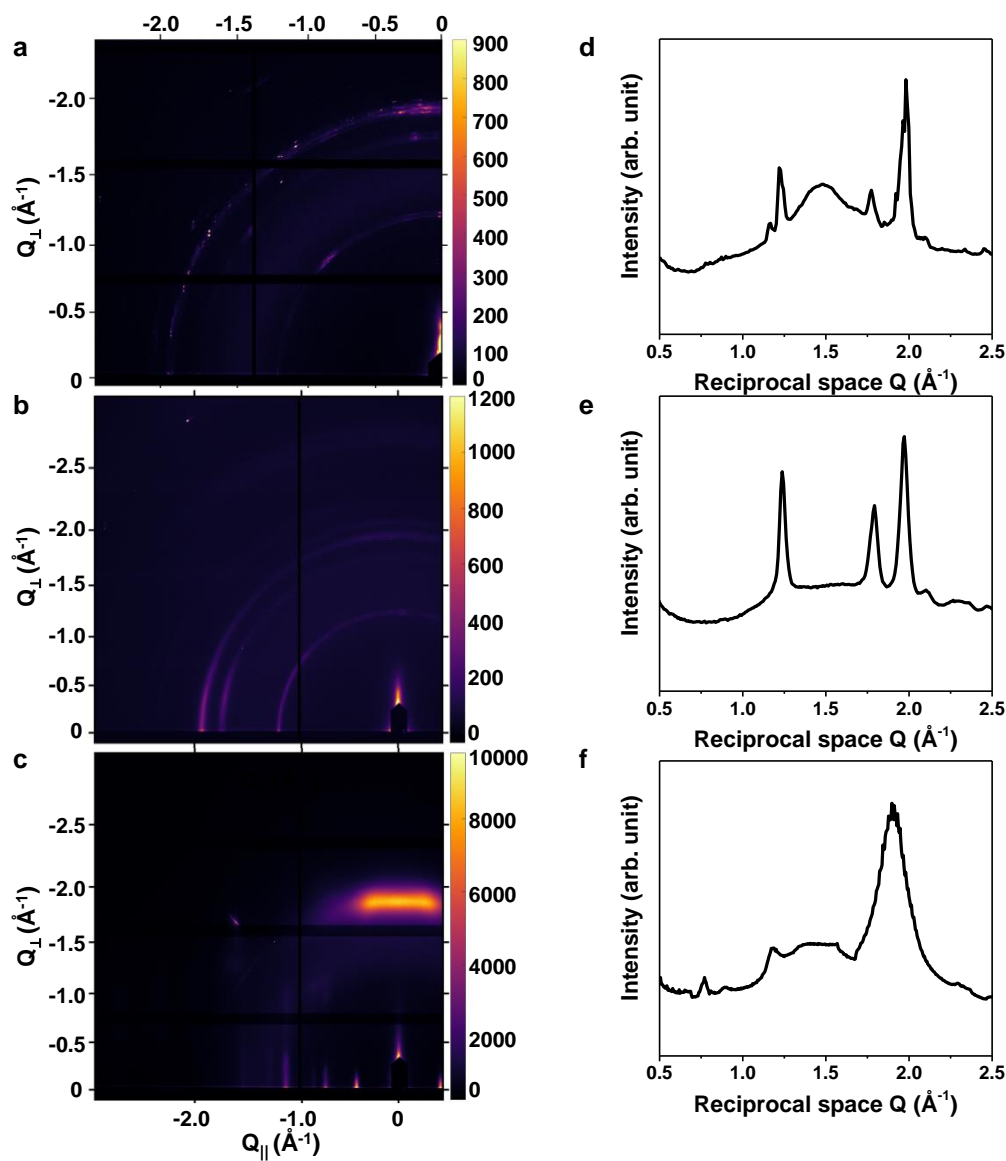 -2.0 -1.5 -1.0 -0.5 0
a
Q⊥ (Å⁻¹)
-2.0
-1.5
-1.0
-0.5
0
900
800
700
600
500
400
300
200
100
0
d
Intensity (arb. unit)
0.5 1.0 1.5 2.0 2.5
Reciprocal space Q (Å⁻¹)
b
Q⊥ (Å⁻¹)
-2.5
-2.0
-1.5
-1.0
-0.5
0
1200
1000
800
600
400
200
0
e
Intensity (arb. unit)
0.5 1.0 1.5 2.0 2.5
Reciprocal space Q (Å⁻¹)
c
Q⊥ (Å⁻¹)
-2.5
-2.0
-1.5
-1.0
-0.5
0
10000
8000
6000
4000
2000
0
-2.0 -1.0 0
Q|| (Å⁻¹)
f
Intensity (arb. unit)
0.5 1.0 1.5 2.0 2.5
Reciprocal space Q (Å⁻¹)